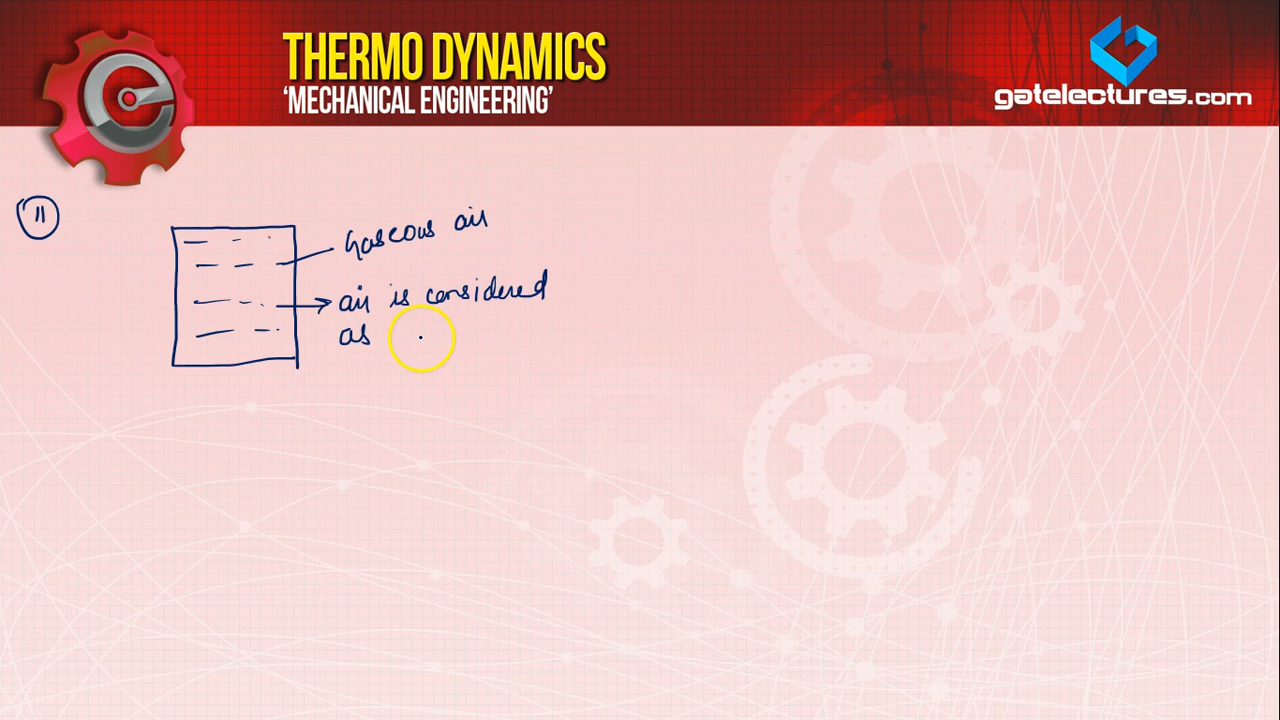 THERMO DYNAMICS
'MECHANICAL ENGINEERING'
gatelectures.com
11
Gaseous air
air is considered
as